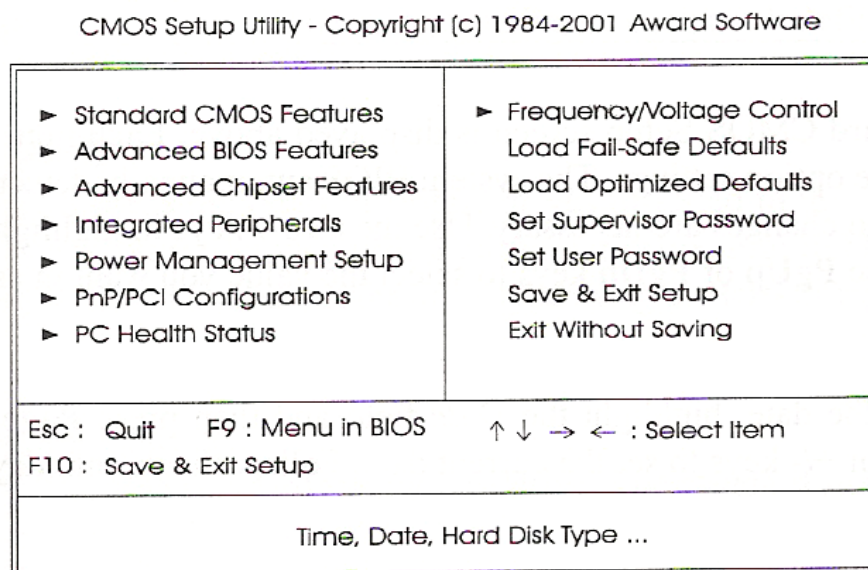 CMOS Setup Utility - Copyright (c) 1984-2001 Award Software
► Standard CMOS Features
► Advanced BIOS Features
► Advanced Chipset Features
► Integrated Peripherals
► Power Management Setup
► PnP/PCI Configurations
► PC Health Status
► Frequency/Voltage Control
Load Fail-Safe Defaults
Load Optimized Defaults
Set Supervisor Password
Set User Password
Save & Exit Setup
Exit Without Saving
Esc : Quit F9 : Menu in BIOS ↑ ↓ → ← : Select Item
F10 : Save & Exit Setup
Time, Date, Hard Disk Type ...